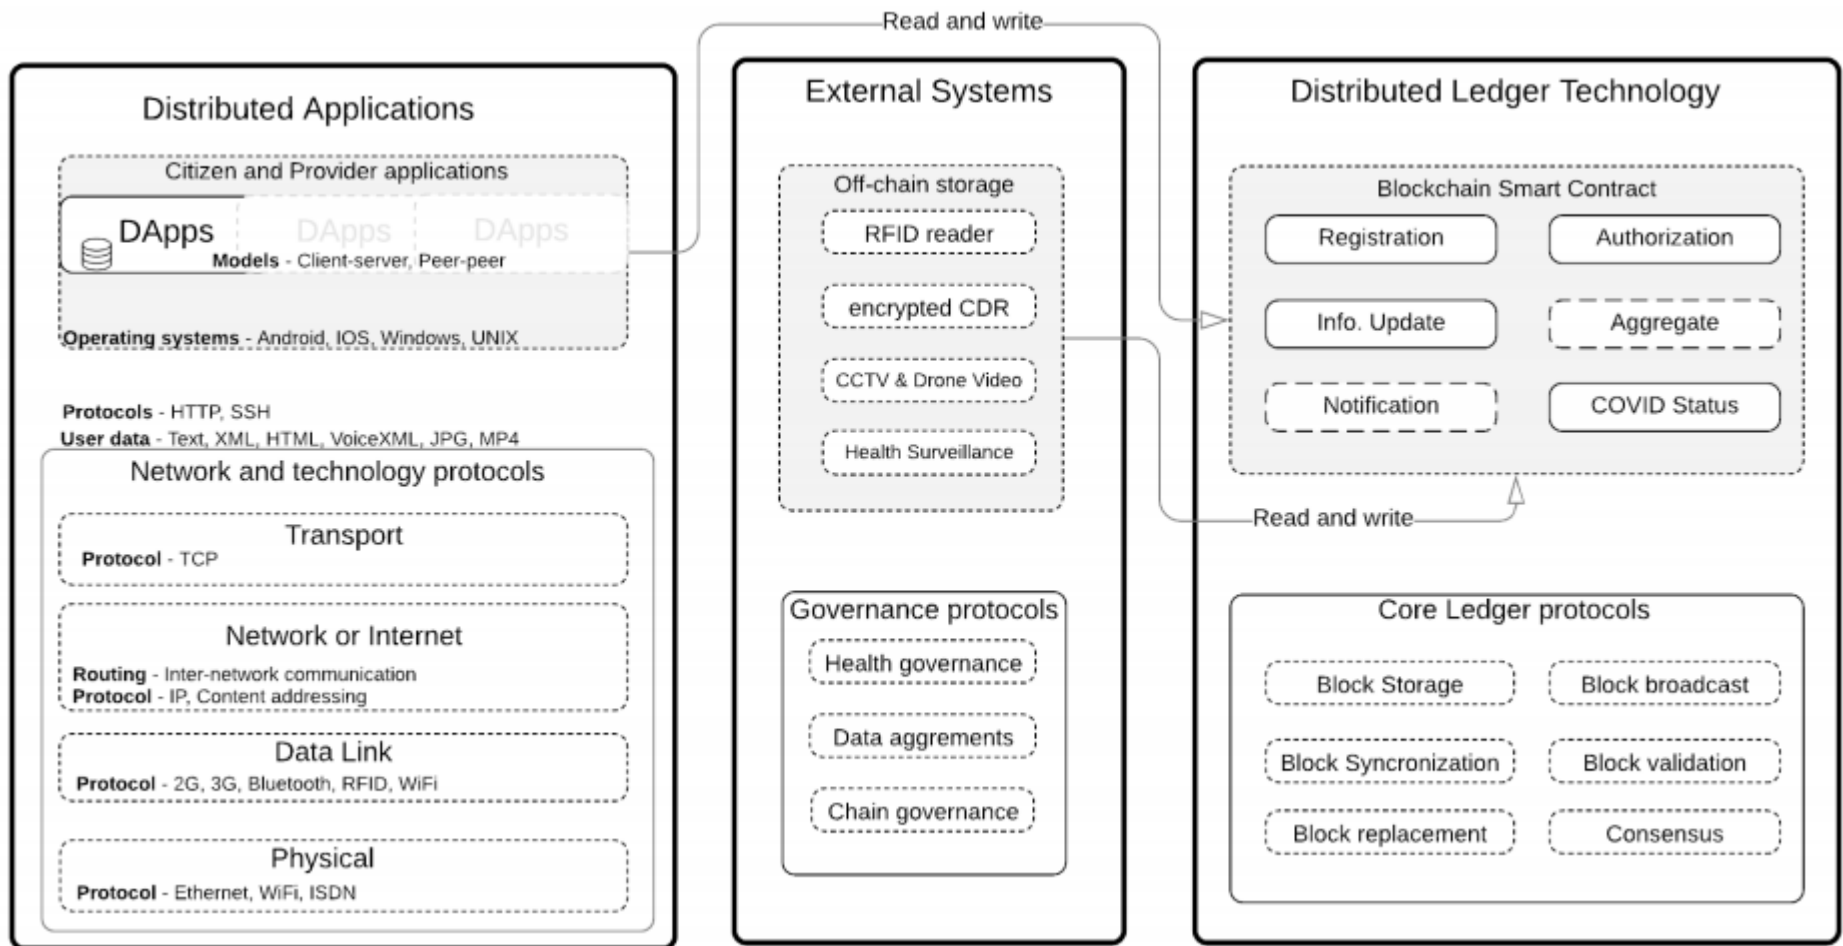 Read and write
Distributed Applications
Citizen and Provider applications
DApps DApps DApps
Models - Client-server, Peer-peer
Operating systems - Android, IOS, Windows, UNIX
Protocols - HTTP, SSH
User data - Text, XML, HTML, VoiceXML, JPG, MP4
Network and technology protocols
Transport
Protocol - TCP
Network or Internet
Routing - Inter-network communication
Protocol - IP, Content addressing
Data Link
Protocol - 2G, 3G, Bluetooth, RFID, WiFi
Physical
Protocol - Ethernet, WiFi, ISDN
External Systems
Off-chain storage
RFID reader
encrypted CDR
CCTV & Drone Video
Health Surveillance
Governance protocols
Health governance
Data aggrements
Chain governance
Distributed Ledger Technology
Blockchain Smart Contract
Registration
Authorization
Info. Update
Aggregate
Notification
COVID Status
Read and write
Core Ledger protocols
Block Storage
Block broadcast
Block Syncronization
Block validation
Block replacement
Consensus